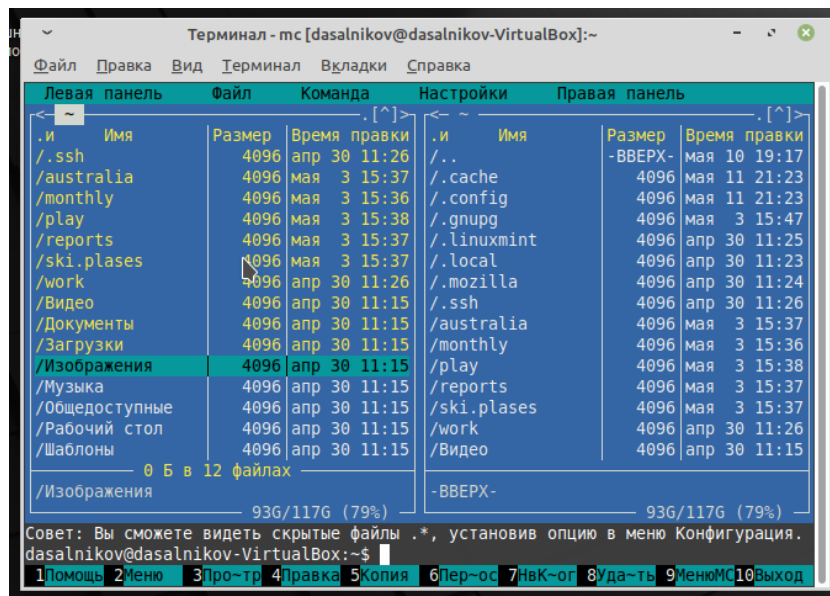 Терминал - mc [dasalnikov@dasalnikov-VirtualBox]:~
Файл Правка Вид Терминал Вкладки Справка
Левая панель Файл Команда Настройки Правая панель
<- ~ .[^]> <- ~ .[^]>
.и Имя Размер Время правки .и Имя Размер Время правки
/.ssh 4096 апр 30 11:26 /.. -ВВЕРХ- мая 10 19:17
/australia 4096 мая 3 15:37 /.cache 4096 мая 11 21:23
/monthly 4096 мая 3 15:36 /.config 4096 мая 11 21:23
/play 4096 мая 3 15:38 /.gnupg 4096 мая 3 15:47
/reports 4096 мая 3 15:37 /.linuxmint 4096 апр 30 11:25
/ski.plases 4096 мая 3 15:37 /.local 4096 апр 30 11:23
/work 4096 апр 30 11:26 /.mozilla 4096 апр 30 11:24
/Видео 4096 апр 30 11:15 /.ssh 4096 апр 30 11:26
/Документы 4096 апр 30 11:15 /australia 4096 мая 3 15:37
/Загрузки 4096 апр 30 11:15 /monthly 4096 мая 3 15:36
/Изображения 4096 апр 30 11:15 /play 4096 мая 3 15:38
/Музыка 4096 апр 30 11:15 /reports 4096 мая 3 15:37
/Общедоступные 4096 апр 30 11:15 /ski.plases 4096 мая 3 15:37
/Рабочий стол 4096 апр 30 11:15 /work 4096 апр 30 11:26
/Шаблоны 4096 апр 30 11:15 /Видео 4096 апр 30 11:15
0 Б в 12 файлах
/Изображения -ВВЕРХ-
93G/117G (79%) 93G/117G (79%)
Совет: Вы сможете видеть скрытые файлы .*, установив опцию в меню Конфигурация.
dasalnikov@dasalnikov-VirtualBox:~$
1Помощь 2Меню 3Про~тр 4Правка 5Копия 6Пер~ос 7НвК~ог 8Уда~ть 9МенюMC 10Выход